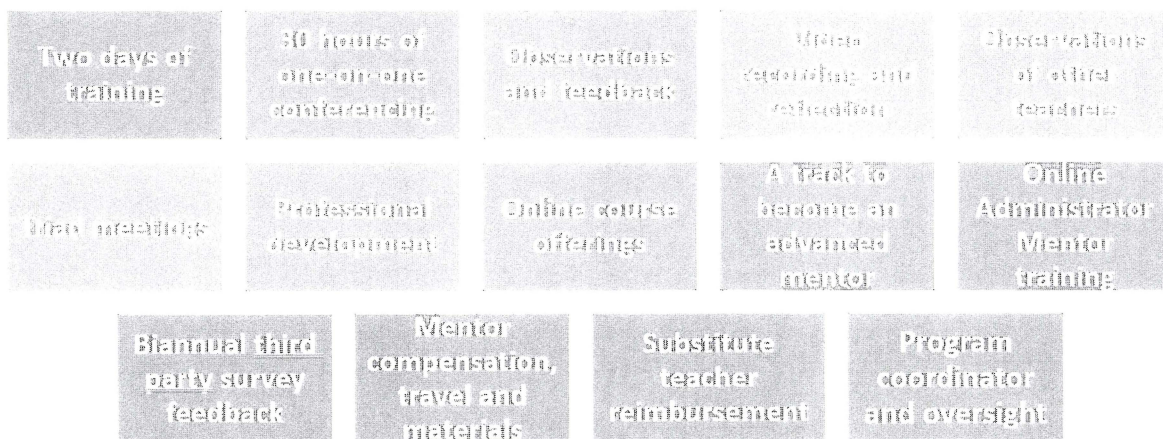 Two days of
training
80 hours of
one-on-one
conferencing
Observations
and feedback
Video
recording and
reflection
Observations
of other
teachers
Triad meetings
Professional
development
Online course
offerings
A track to
become an
advanced
mentor
Online
Administrator
Mentor
training
Biannual third
party survey
feedback
Mentor
compensation,
travel and
materials
Substitute
teacher
reimbursement
Program
coordinator
and oversight